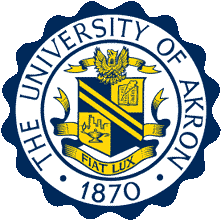 THE UNIVERSITY OF AKRON
FIAT LUX
1870